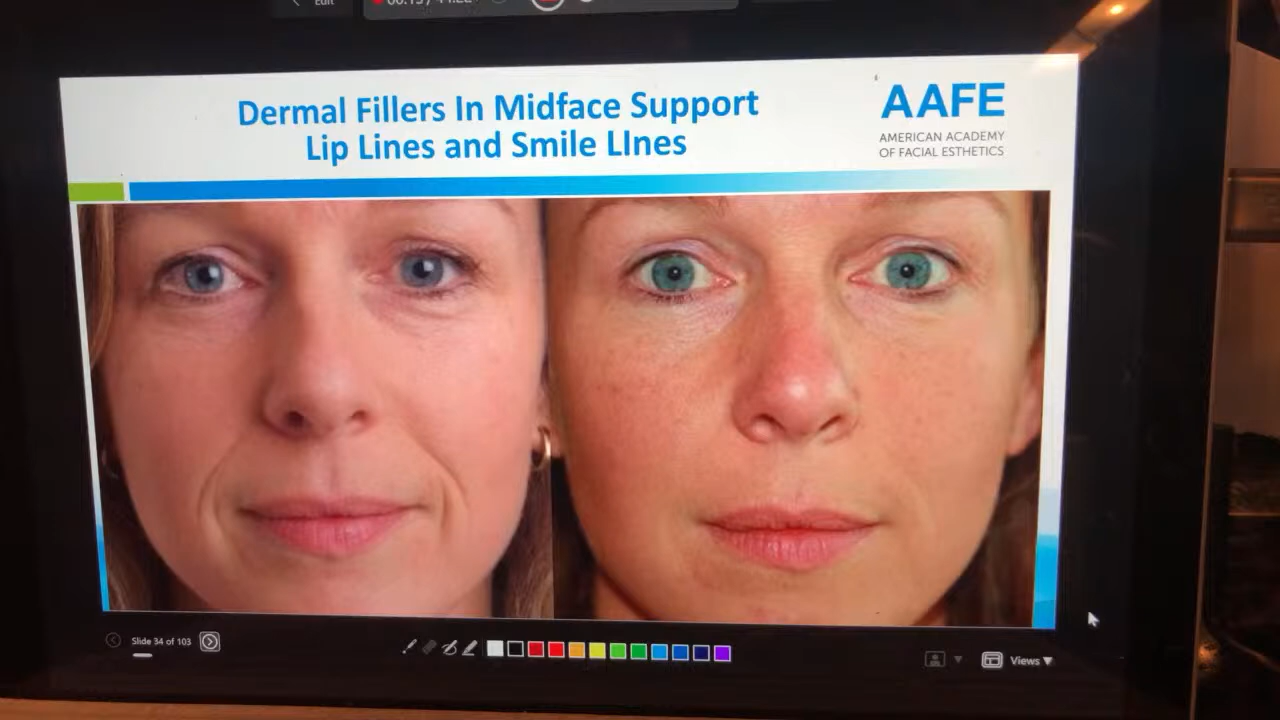 Edit
Dermal Fillers In Midface Support
Lip Lines and Smile LInes
AAFE
AMERICAN ACADEMY
OF FACIAL ESTHETICS
Slide 34 of 103
Views